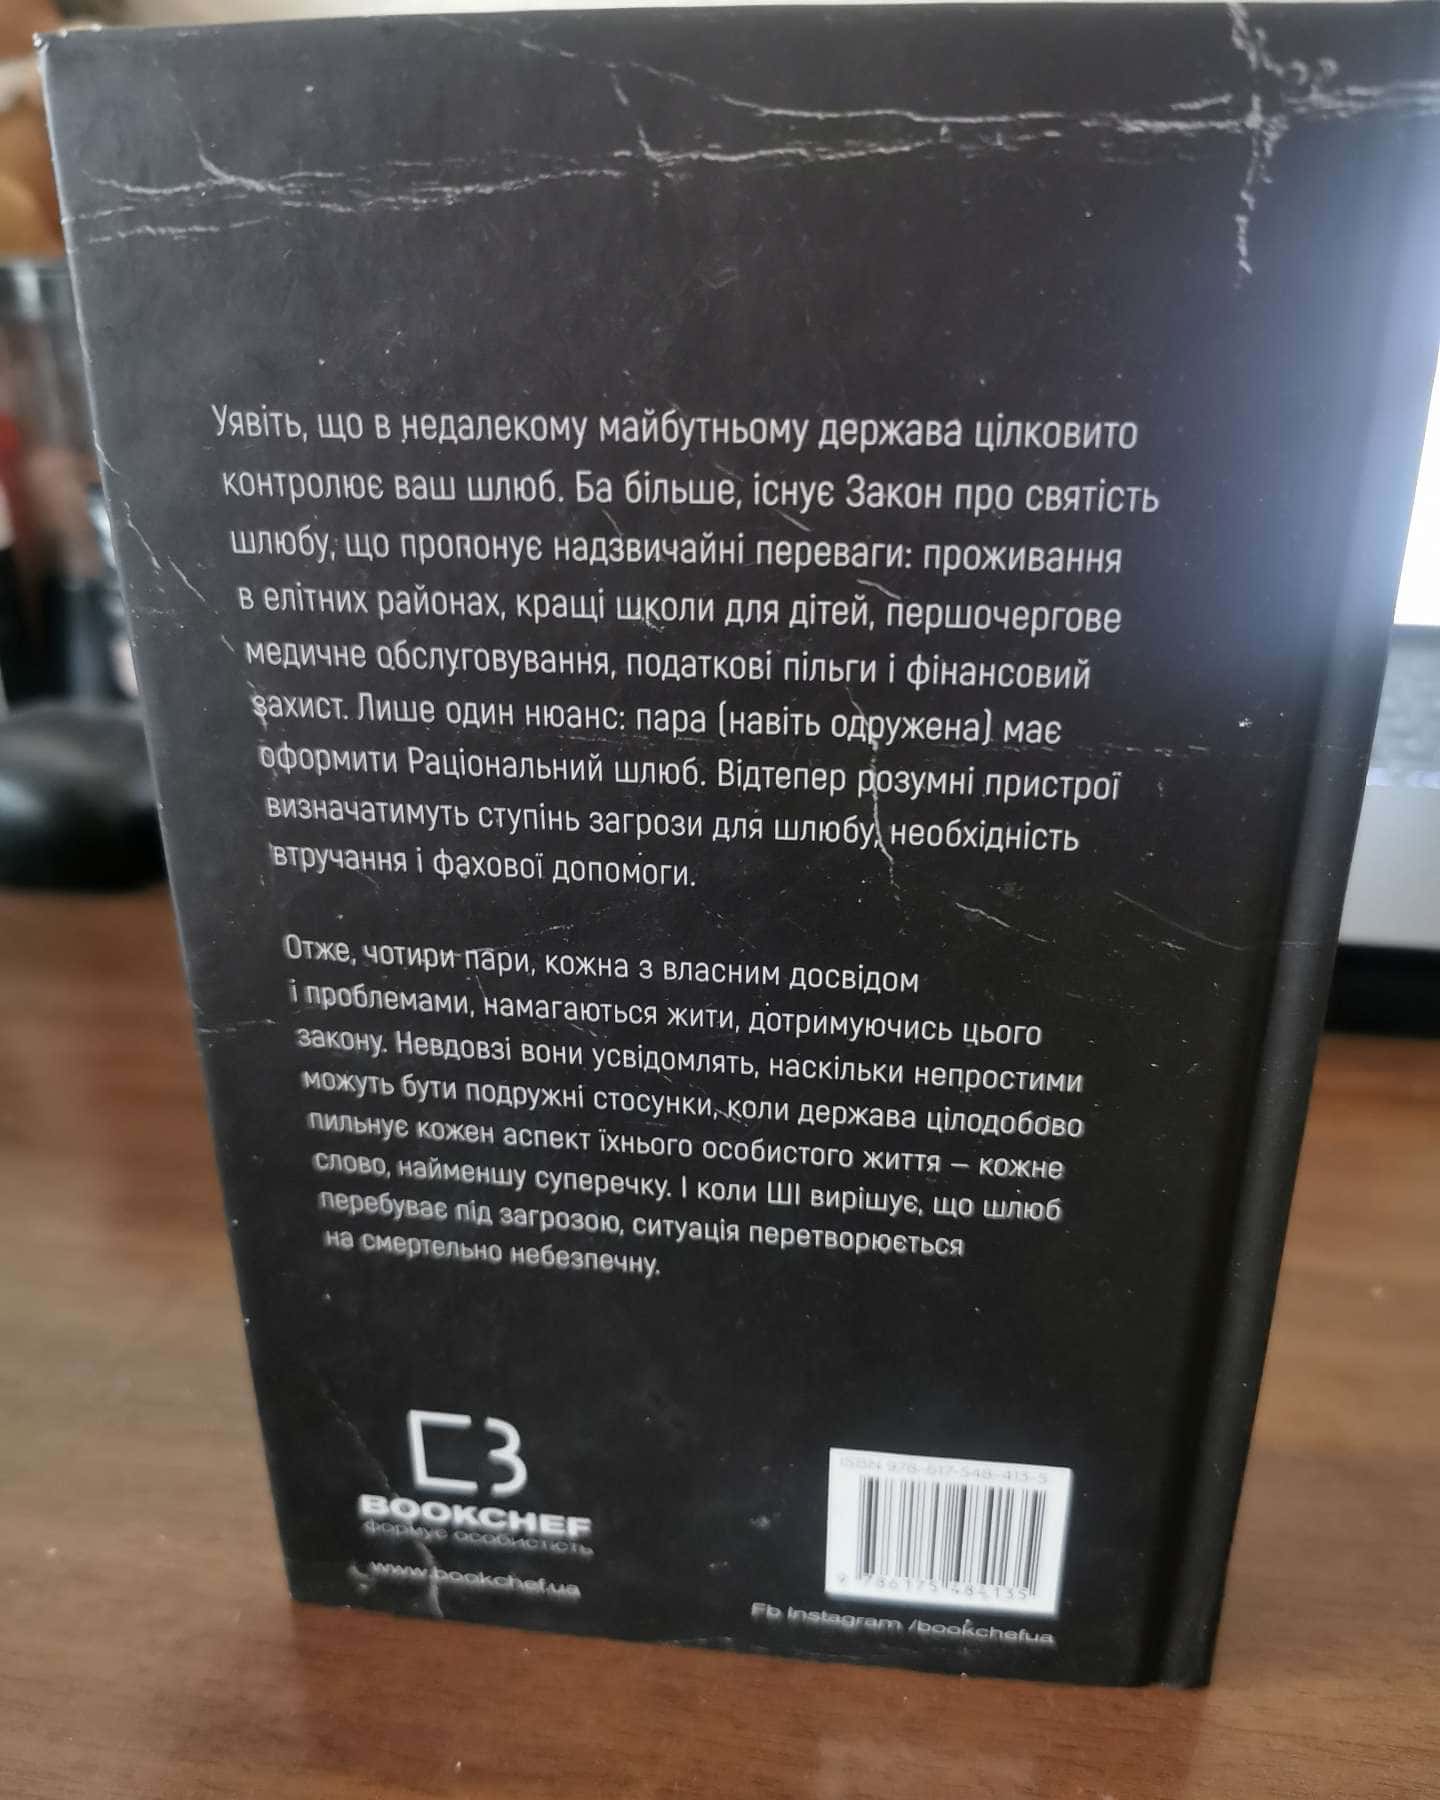 Уявіть, що в недалекому майбутньому держава цілковито
контролює ваш шлюб. Ба більше, існує Закон про святість
шлюбу, що пропонує надзвичайні переваги: проживання
в елітних районах, кращі школи для дітей, першочергове
медичне обслуговування, податкові пільги і фінансовий
захист. Лише один нюанс: пара (навіть одружена) має
оформити Раціональний шлюб. Відтепер розумні пристрої
визначатимуть ступінь загрози для шлюбу, необхідність
втручання і фахової допомоги.
Отже, чотири пари, кожна з власним досвідом
і проблемами, намагаються жити, дотримуючись цього
закону. Невдовзі вони усвідомлять, наскільки непростими
можуть бути подружні стосунки, коли держава цілодобово
пильнує кожен аспект їхнього особистого життя — кожне
слово, найменшу суперечку. І коли ШІ вирішує, що шлюб
перебуває під загрозою, ситуація перетворюється
на смертельно небезпечну.
BOOKCHEF
формує особистість
www.bookchef.ua
ISBN 978-617-548-413-5
9 786175 484135
Fb Instagram /bookchefua